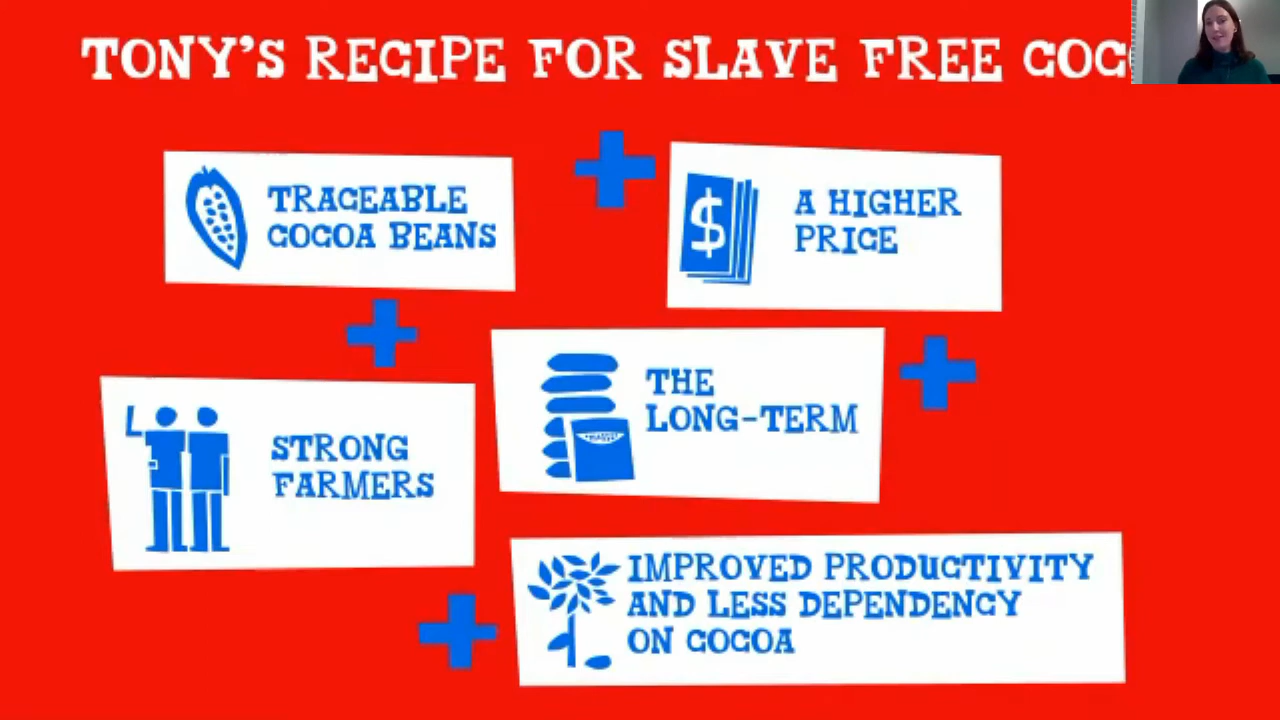 TONY'S RECIPE FOR SLAVE FREE
TRACEABLE
COCOA BEANS
$
A HIGHER
PRICE
STRONG
FARMERS
THE
LONG-TERM
IMPROVED PRODUCTIVITY
AND LESS DEPENDENCY
ON COCOA